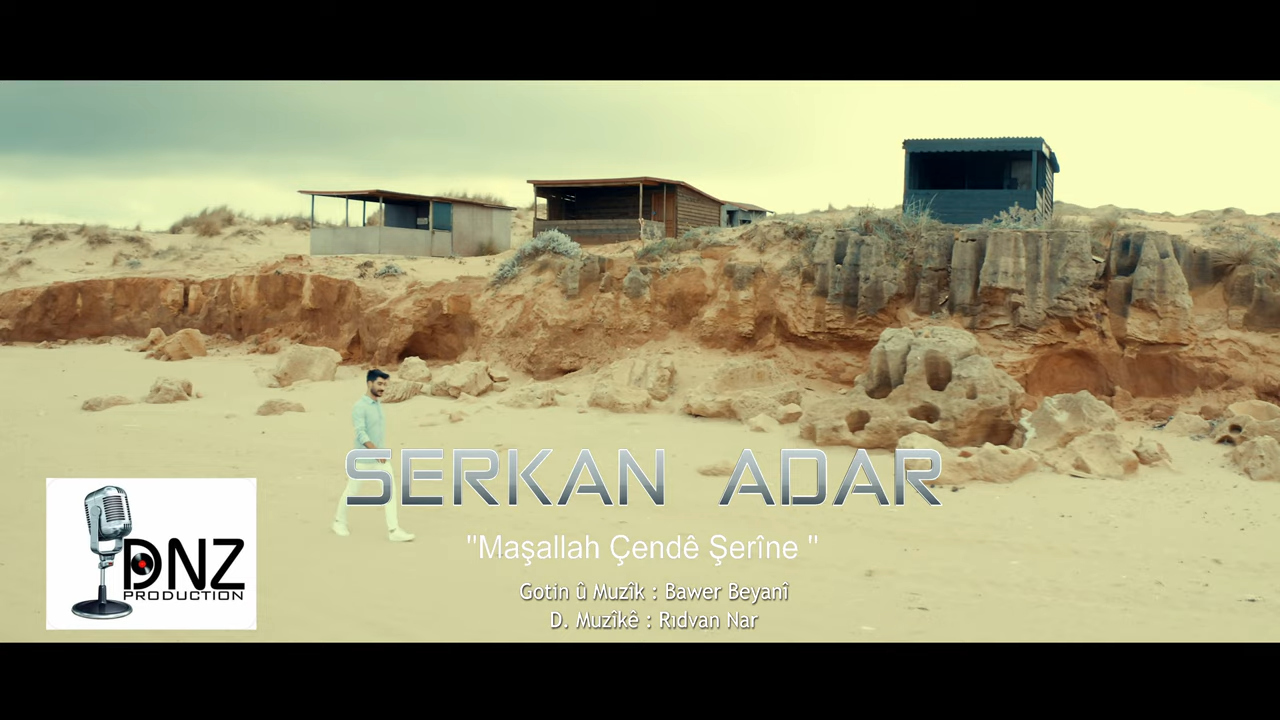 SERKAN ADAR
"Maşallah Çendê Şerîne "
Gotin û Muzîk : Bawer Beyanî
D. Muzîkê : Rıdvan Nar
DNZ
PRODUCTION